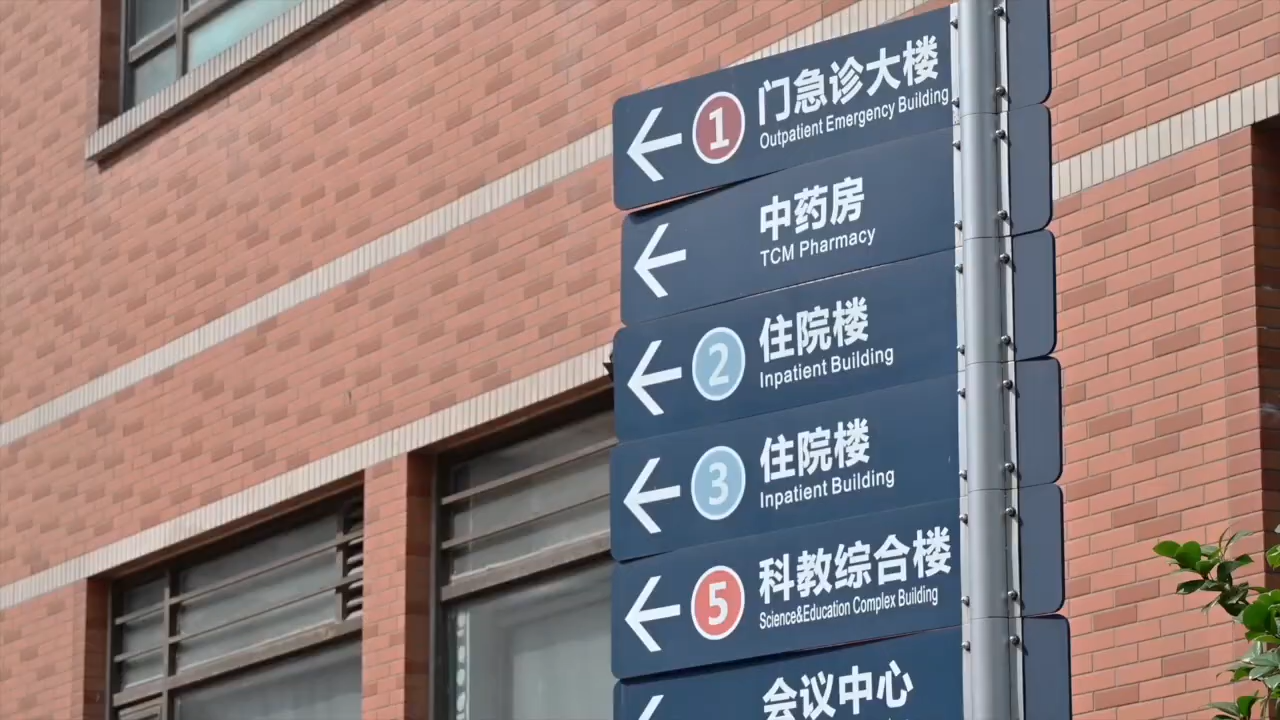 1 门急诊大楼
Outpatient Emergency Building
中药房
TCM Pharmacy
2 住院楼
Inpatient Building
3 住院楼
Inpatient Building
5 科教综合楼
Science&Education Complex Building
会议中心